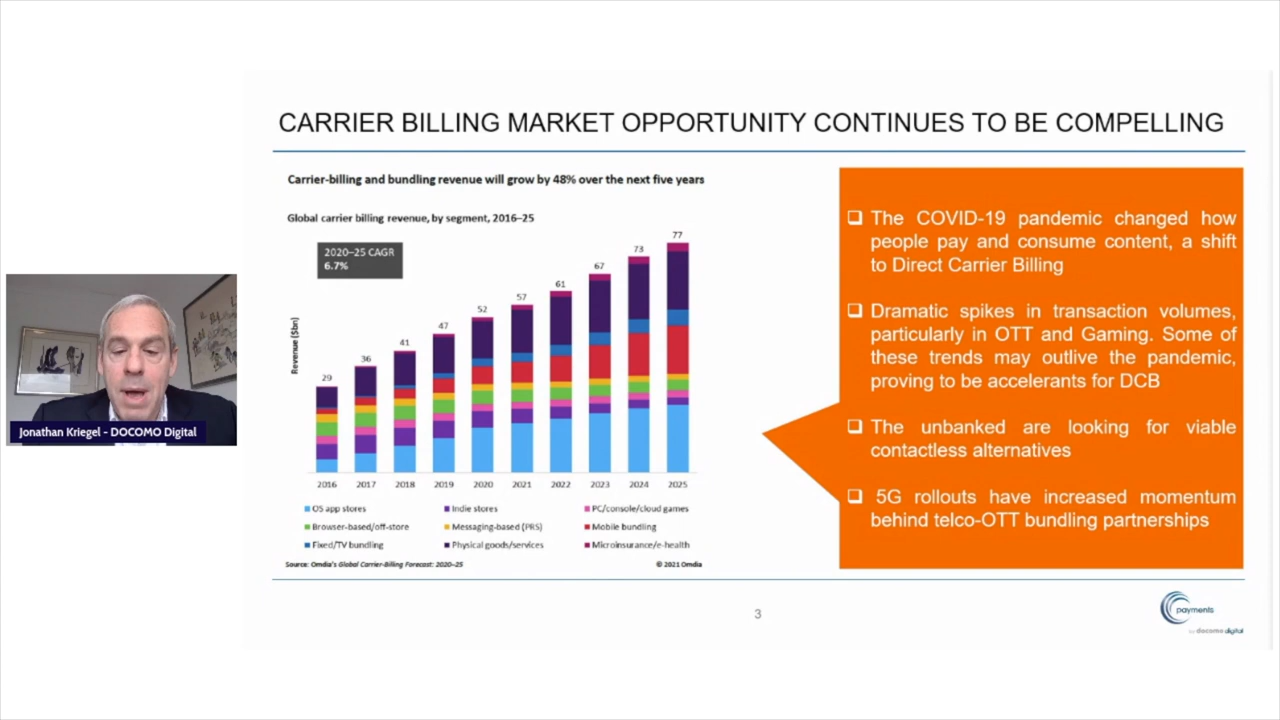 CARRIER BILLING MARKET OPPORTUNITY CONTINUES TO BE COMPELLING
Carrier-billing and bundling revenue will grow by 48% over the next five years
Global carrier billing revenue, by segment, 2016–25
2020–25 CAGR
6.7%
Revenue ($bn)
29
36
41
47
52
57
61
67
73
77
2016 2017 2018 2019 2020 2021 2022 2023 2024 2025
OS app stores Indie stores PC/console/cloud games
Browser-based/off-store Messaging-based (PRS) Mobile bundling
Fixed/TV bundling Physical goods/services Microinsurance/e-health
Source: Omdia's Global Carrier-Billing Forecast: 2020–25 © 2021 Omdia
The COVID-19 pandemic changed how
people pay and consume content, a shift
to Direct Carrier Billing
Dramatic spikes in transaction volumes,
particularly in OTT and Gaming. Some of
these trends may outlive the pandemic,
proving to be accelerants for DCB
The unbanked are looking for viable
contactless alternatives
5G rollouts have increased momentum
behind telco-OTT bundling partnerships
Jonathan Kriegel - DOCOMO Digital
3
payments
by docomo digital